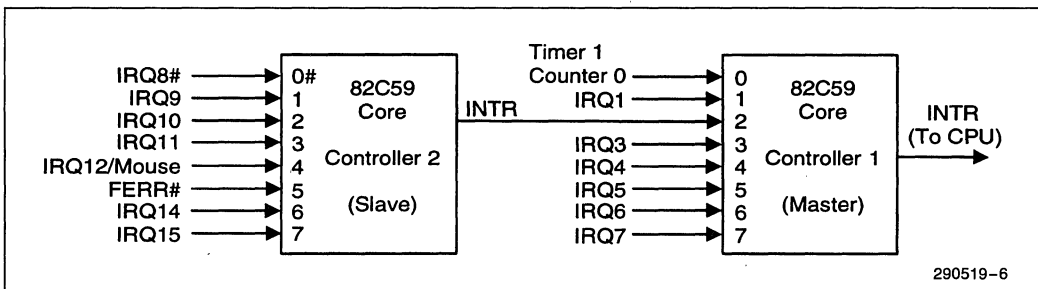 IRQ8#
IRQ9
IRQ10
IRQ11
IRQ12/Mouse
FERR#
IRQ14
IRQ15
0#
1
2
3
4
5
6
7
82C59
Core
Controller 2
(Slave)
INTR
Timer 1
Counter 0
IRQ1
IRQ3
IRQ4
IRQ5
IRQ6
IRQ7
0
1
2
3
4
5
6
7
82C59
Core
Controller 1
(Master)
INTR
(To CPU)
290519-6